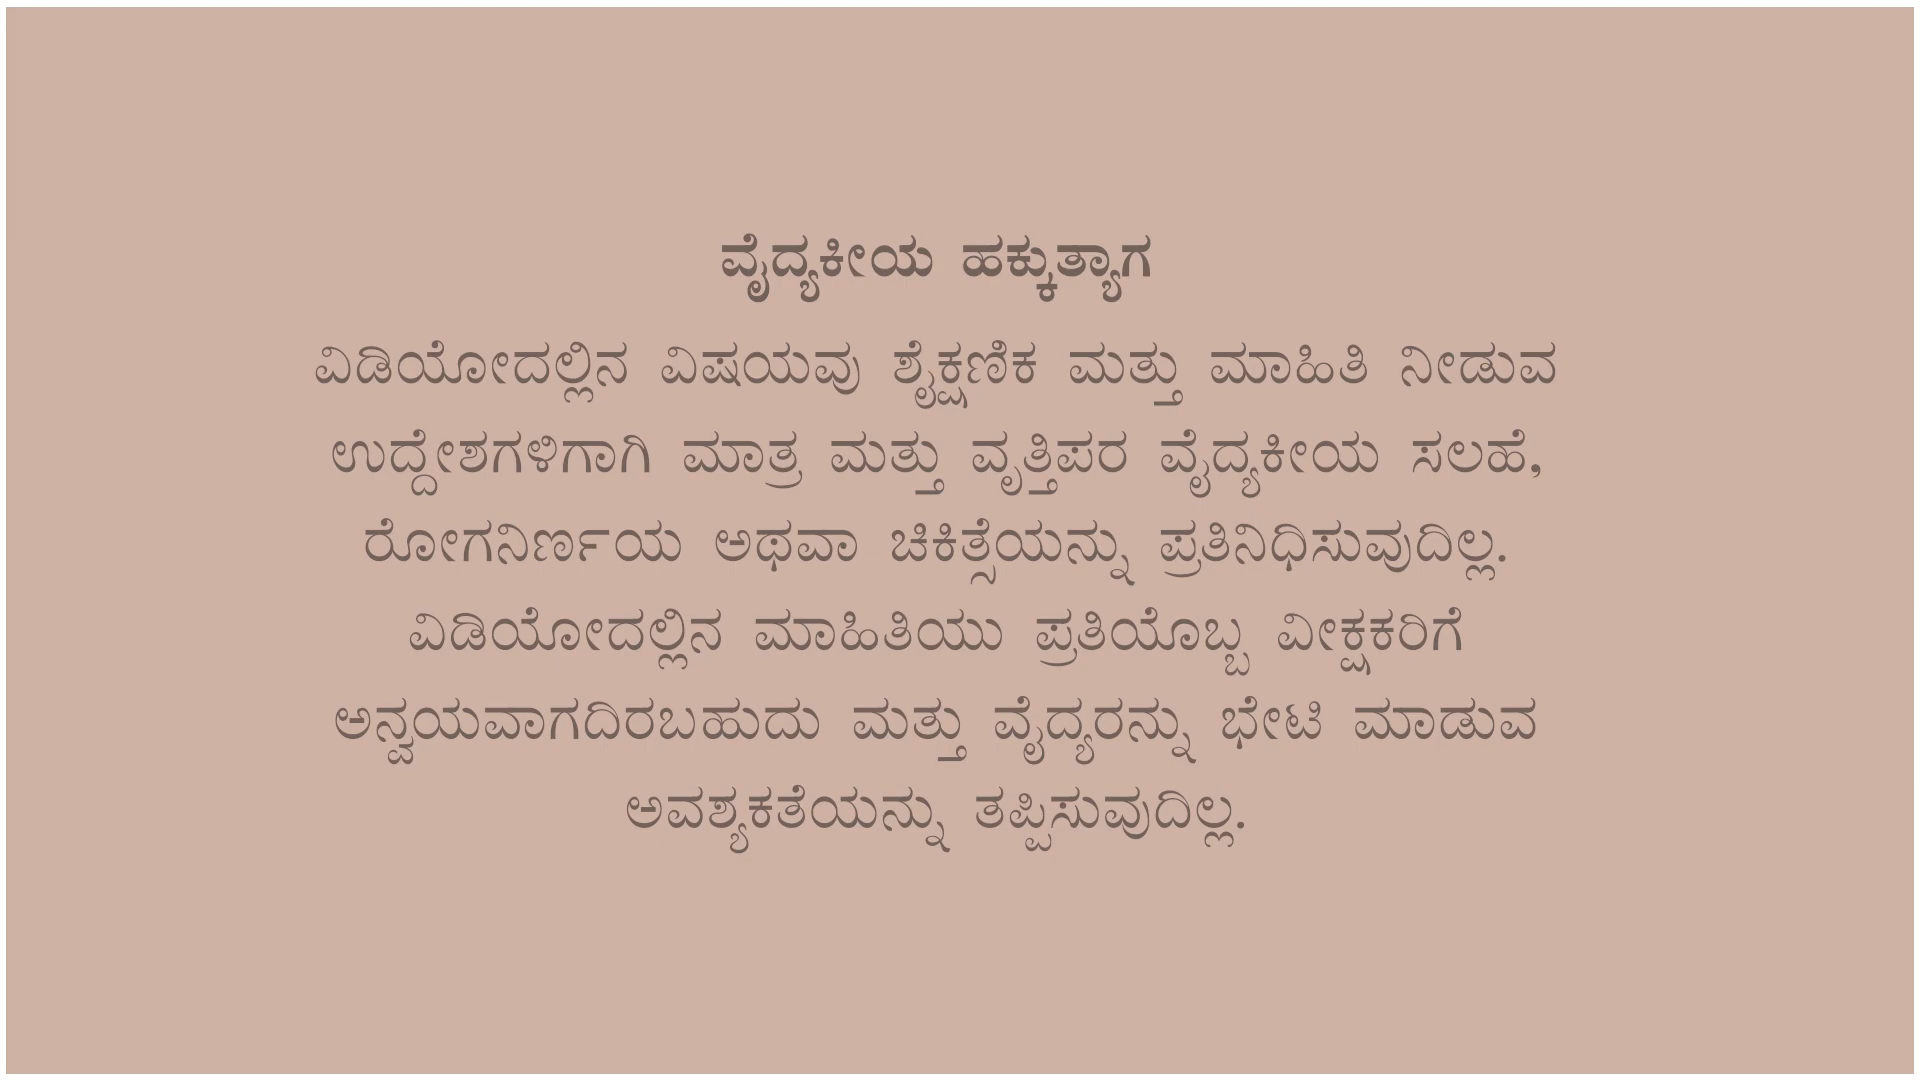 ವೈದ್ಯಕೀಯ ಹಕ್ಕುತ್ಯಾಗ
ವಿಡಿಯೋದಲ್ಲಿನ ವಿಷಯವು ಶೈಕ್ಷಣಿಕ ಮತ್ತು ಮಾಹಿತಿ ನೀಡುವ
ಉದ್ದೇಶಗಳಿಗಾಗಿ ಮಾತ್ರ ಮತ್ತು ವೃತ್ತಿಪರ ವೈದ್ಯಕೀಯ ಸಲಹೆ,
ರೋಗನಿರ್ಣಯ ಅಥವಾ ಚಿಕಿತ್ಸೆಯನ್ನು ಪ್ರತಿನಿಧಿಸುವುದಿಲ್ಲ.
ವಿಡಿಯೋದಲ್ಲಿನ ಮಾಹಿತಿಯು ಪ್ರತಿಯೊಬ್ಬ ವೀಕ್ಷಕರಿಗೆ
ಅನ್ವಯವಾಗದಿರಬಹುದು ಮತ್ತು ವೈದ್ಯರನ್ನು ಭೇಟಿ ಮಾಡುವ
ಅವಶ್ಯಕತೆಯನ್ನು ತಪ್ಪಿಸುವುದಿಲ್ಲ.